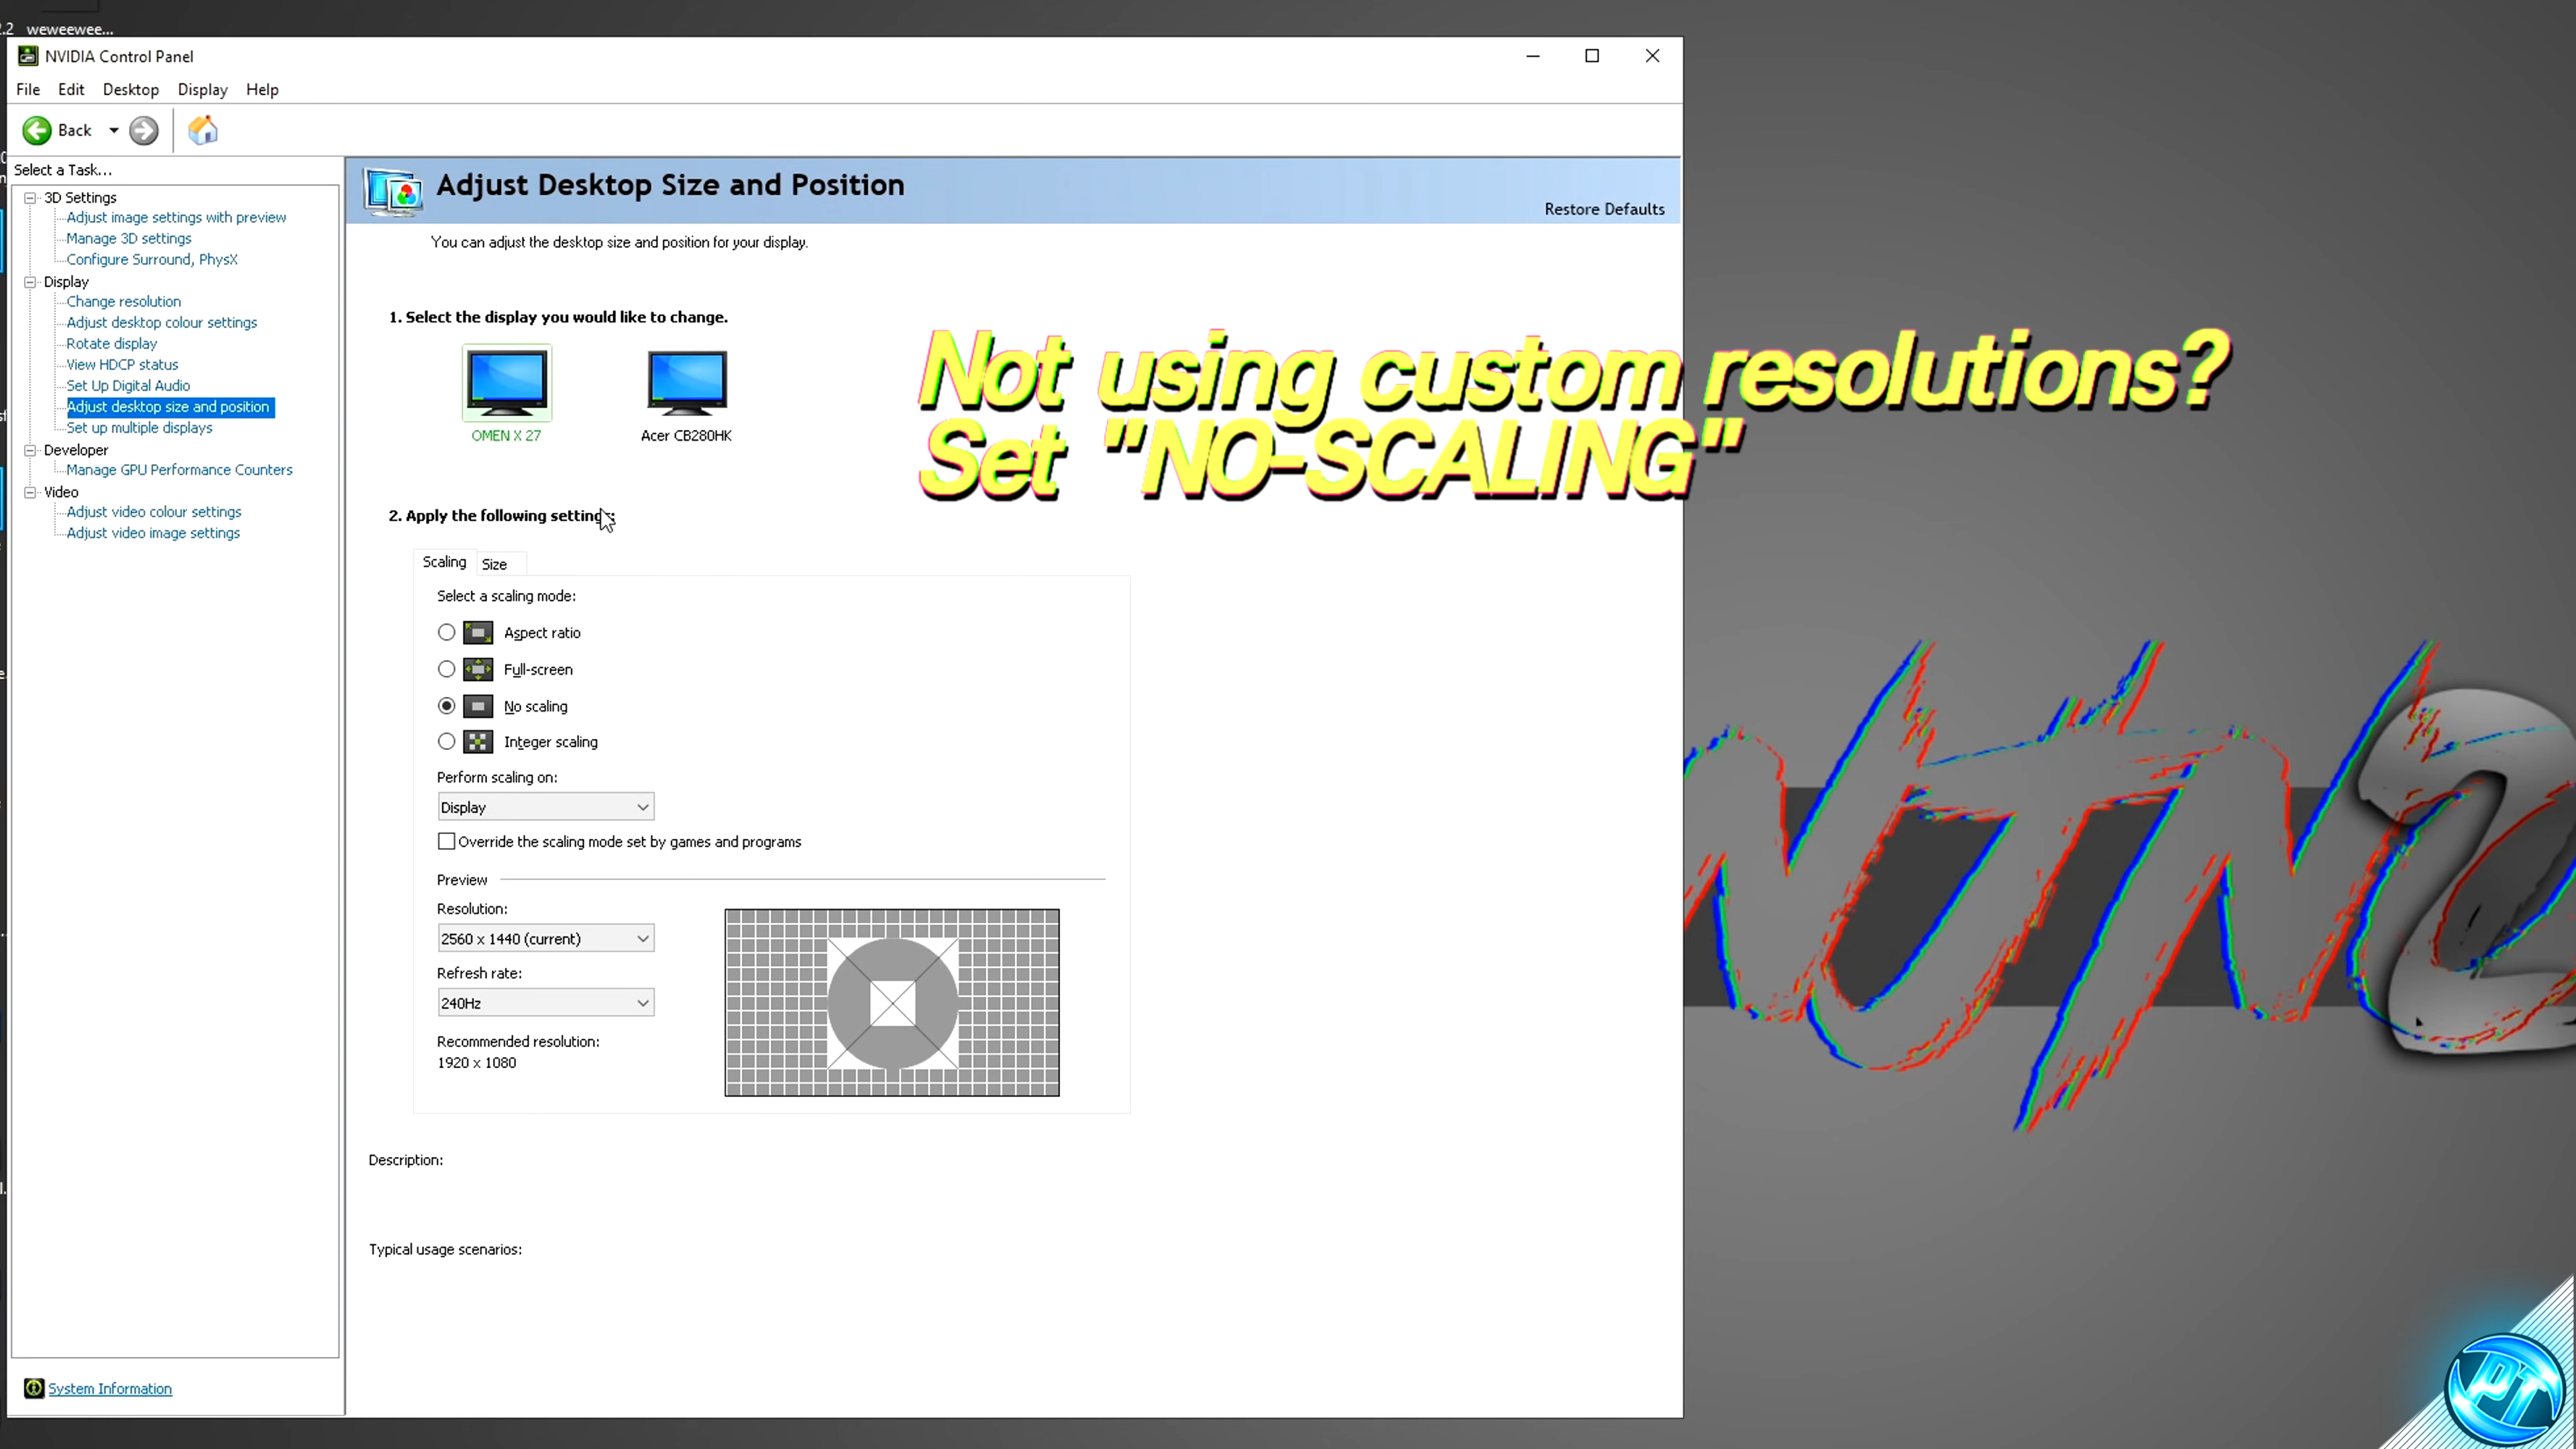 weweewee...
NVIDIA Control Panel
File Edit Desktop Display Help
Back
Select a Task...
3D Settings
Adjust image settings with preview
Manage 3D settings
Configure Surround, PhysX
Display
Change resolution
Adjust desktop colour settings
Rotate display
View HDCP status
Set Up Digital Audio
Adjust desktop size and position
Set up multiple displays
Developer
Manage GPU Performance Counters
Video
Adjust video colour settings
Adjust video image settings
System Information
Adjust Desktop Size and Position
Restore Defaults
You can adjust the desktop size and position for your display.
1. Select the display you would like to change.
OMEN X 27
Acer CB280HK
Not using custom resolutions?
Set "NO-SCALING"
2. Apply the following settings:
Scaling Size
Select a scaling mode:
Aspect ratio
Full-screen
No scaling
Integer scaling
Perform scaling on:
Display
Override the scaling mode set by games and programs
Preview
Resolution:
2560 x 1440 (current)
Refresh rate:
240Hz
Recommended resolution:
1920 x 1080
Description:
Typical usage scenarios:
PT